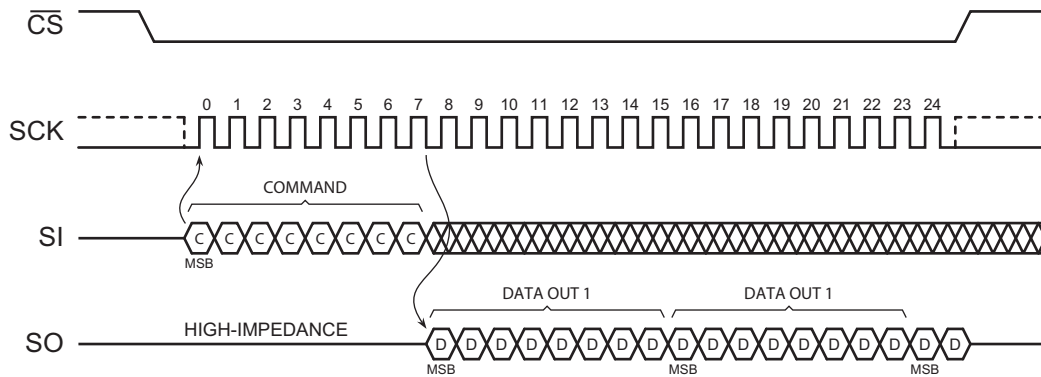 CS
0 1 2 3 4 5 6 7 8 9 10 11 12 13 14 15 16 17 18 19 20 21 22 23 24
SCK
COMMAND
SI C C C C C C C C
MSB
DATA OUT 1 DATA OUT 1
HIGH-IMPEDANCE
SO D D D D D D D D D D D D D D D D D D
MSB MSB MSB